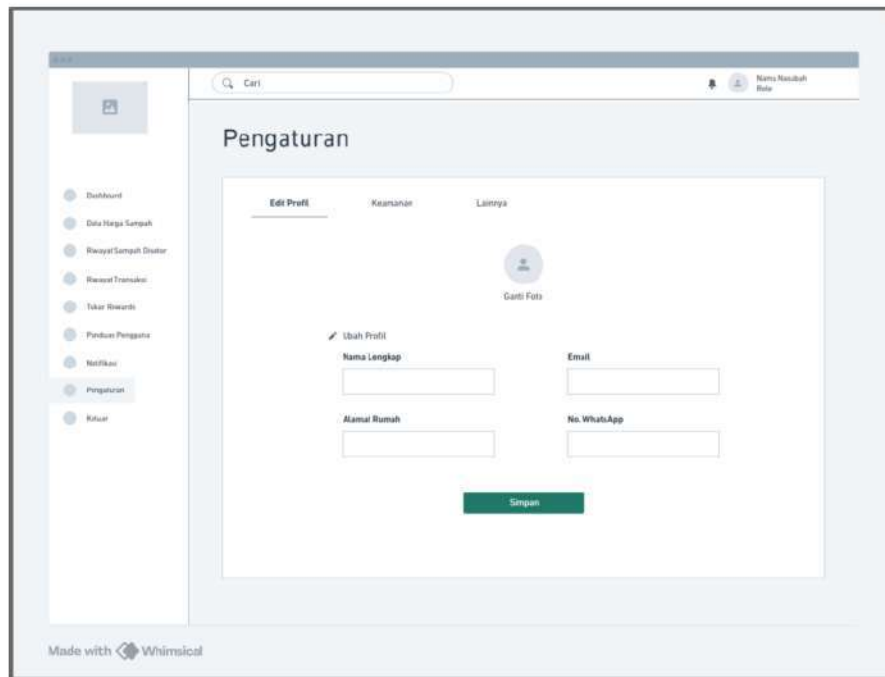 Cari
Nama Nasabah
Role
Pengaturan
Dashboard
Data Harga Sampah
Riwayat Sampah Disetor
Riwayat Transaksi
Tukar Rewards
Panduan Pengguna
Notifikasi
Pengaturan
Keluar
Edit Profil
Keamanan
Lainnya
Ganti Foto
Ubah Profil
Nama Lengkap
Email
Alamat Rumah
No. WhatsApp
Simpan
Made with Whimsical